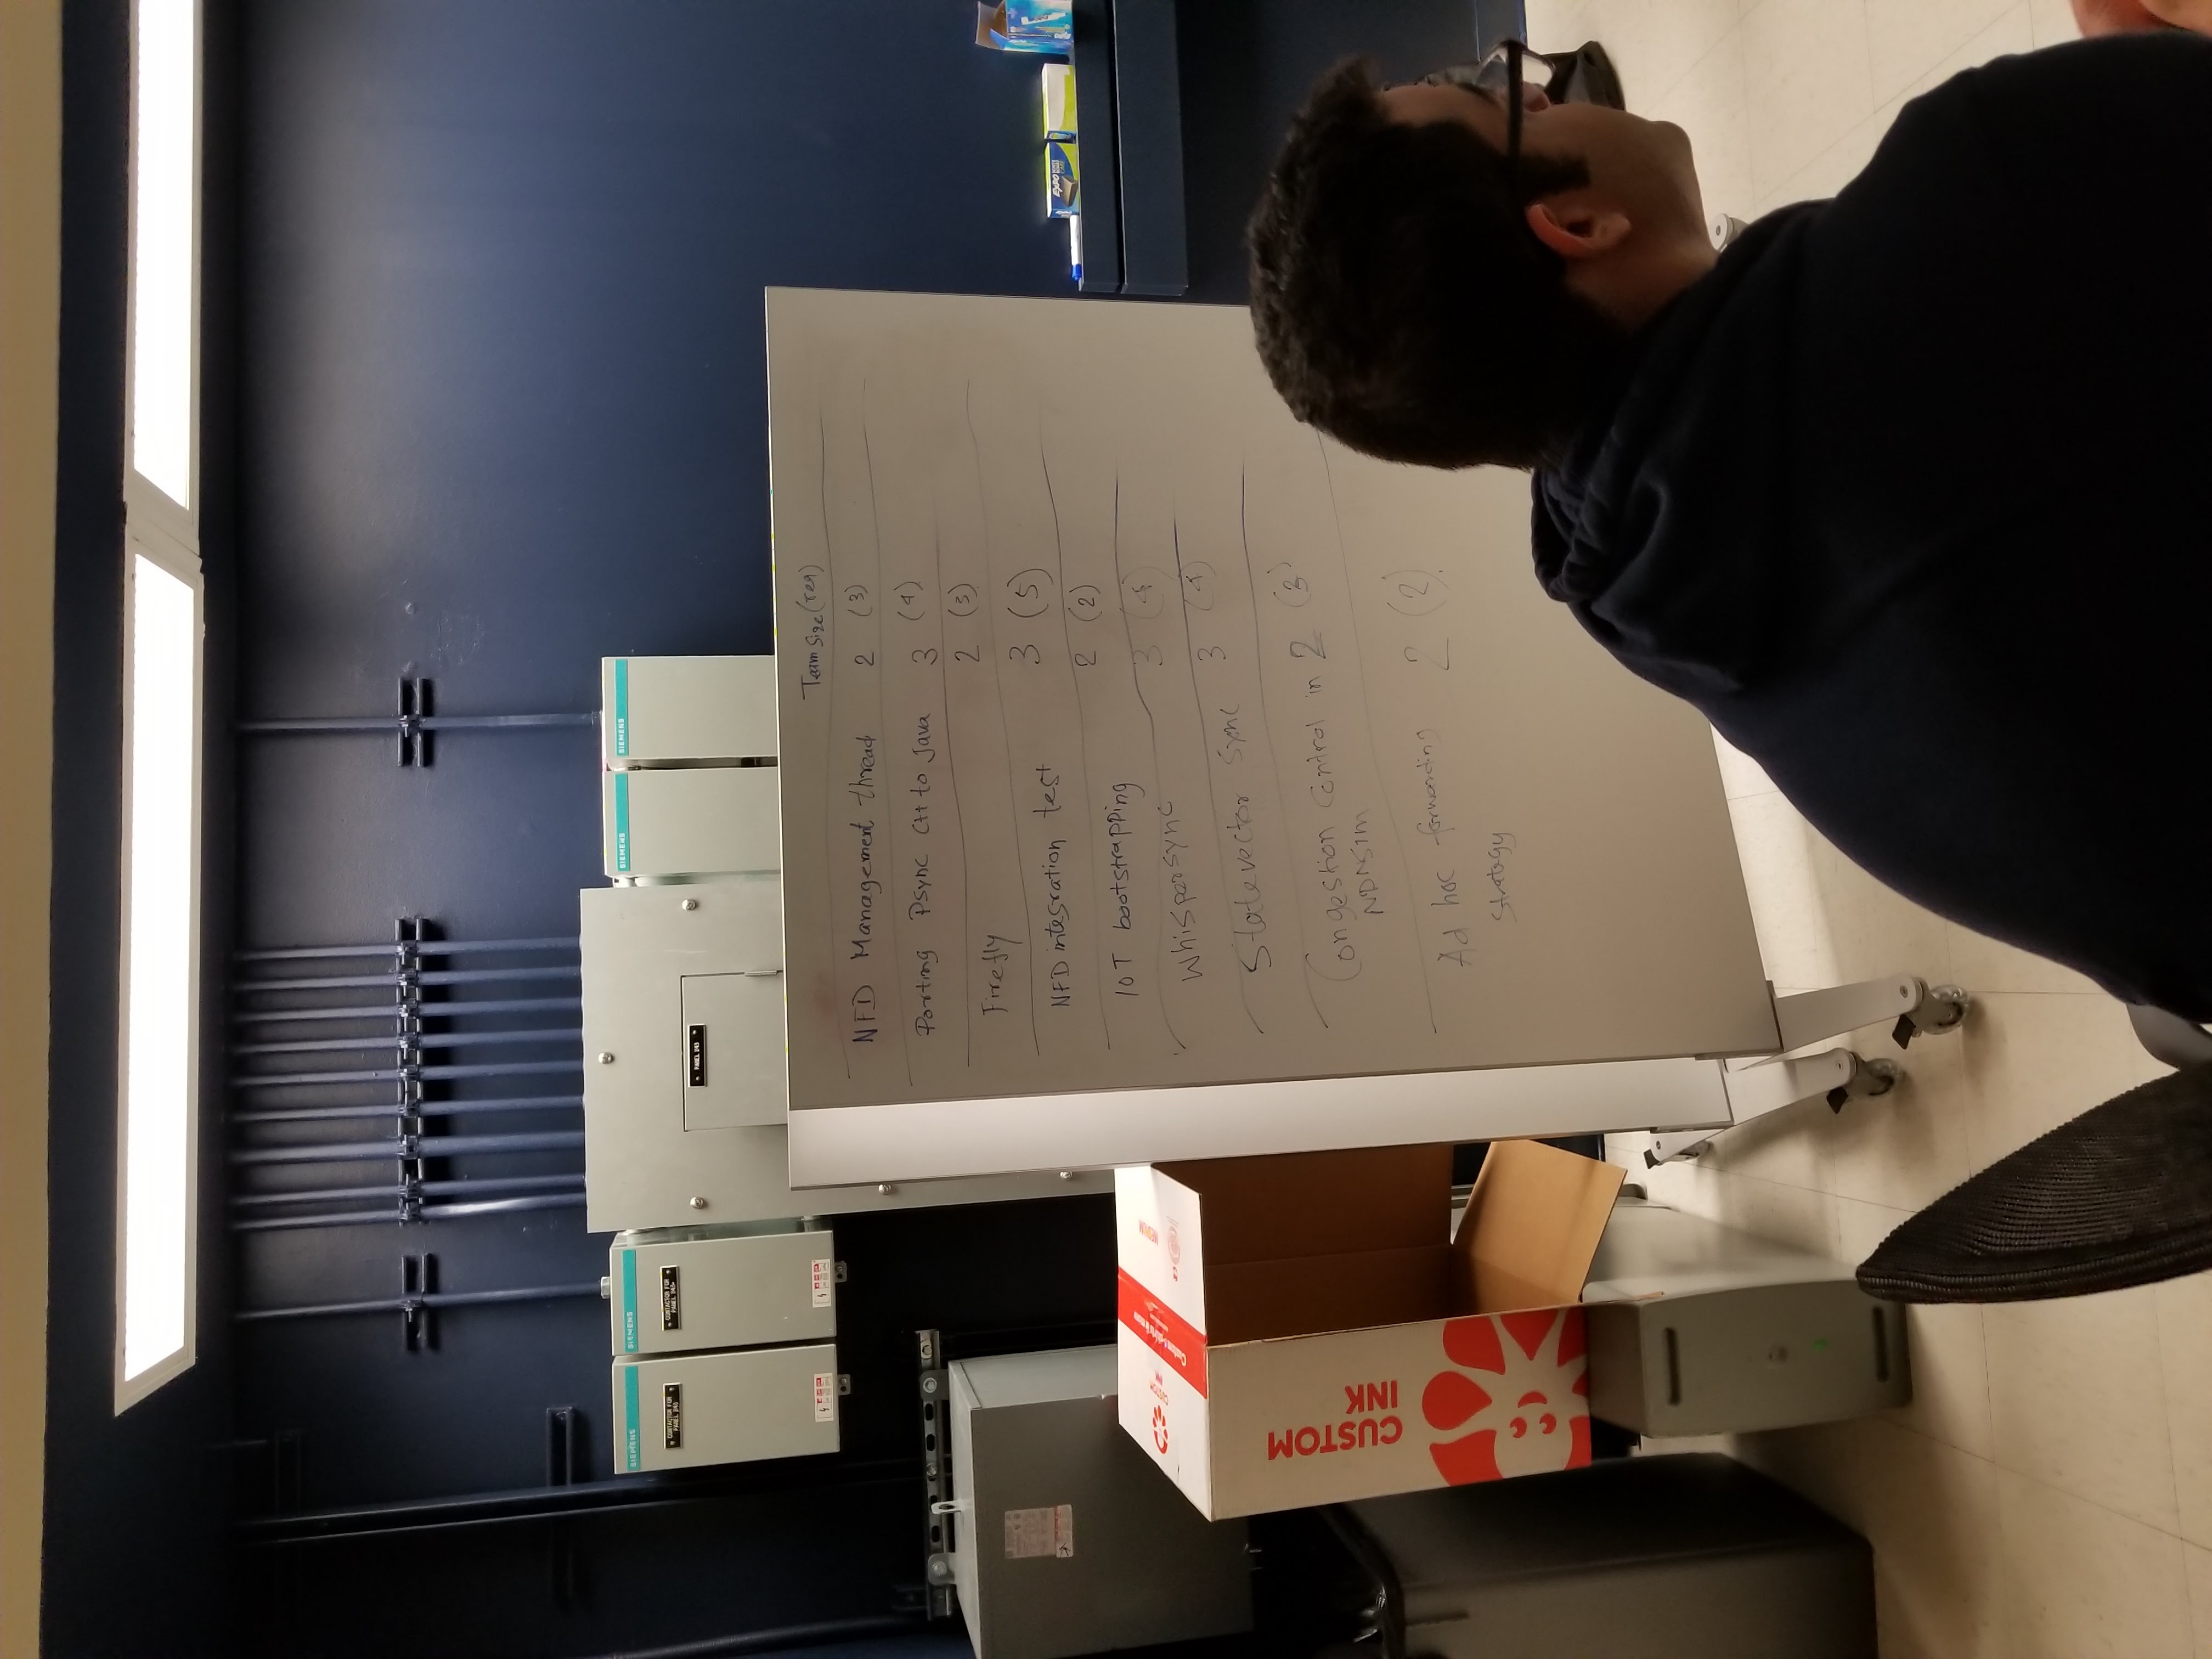 SIEMENS
SIEMENS
SIEMENS
SIEMENS
CONTACTOR FOR
PANEL
CONTACTOR FOR
PANEL
PANEL 243
Team Size
NFD Management thread 2 (3)
Porting Psync C++ to Java 3 (4)
Firefly 2 (3)
NFD integration test 3 (5)
IOT bootstrapping 2 (2)
Whispersync 3 (4)
Statevector Sync 3 (4)
Congestion Control in 2 (3)
NDNSIM
Ad hoc forwarding 2 (2)
Strategy
EXPO
CUSTOM
INK
MEDIUM
CUSTOM
INK